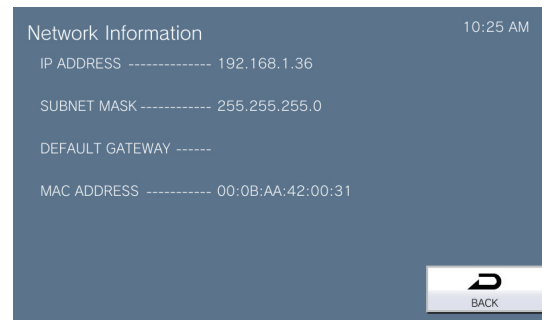 Network Information
10:25 AM
IP ADDRESS -------------- 192.168.1.36
SUBNET MASK ------------ 255.255.255.0
DEFAULT GATEWAY ------
MAC ADDRESS ----------- 00:0B:AA:42:00:31
BACK